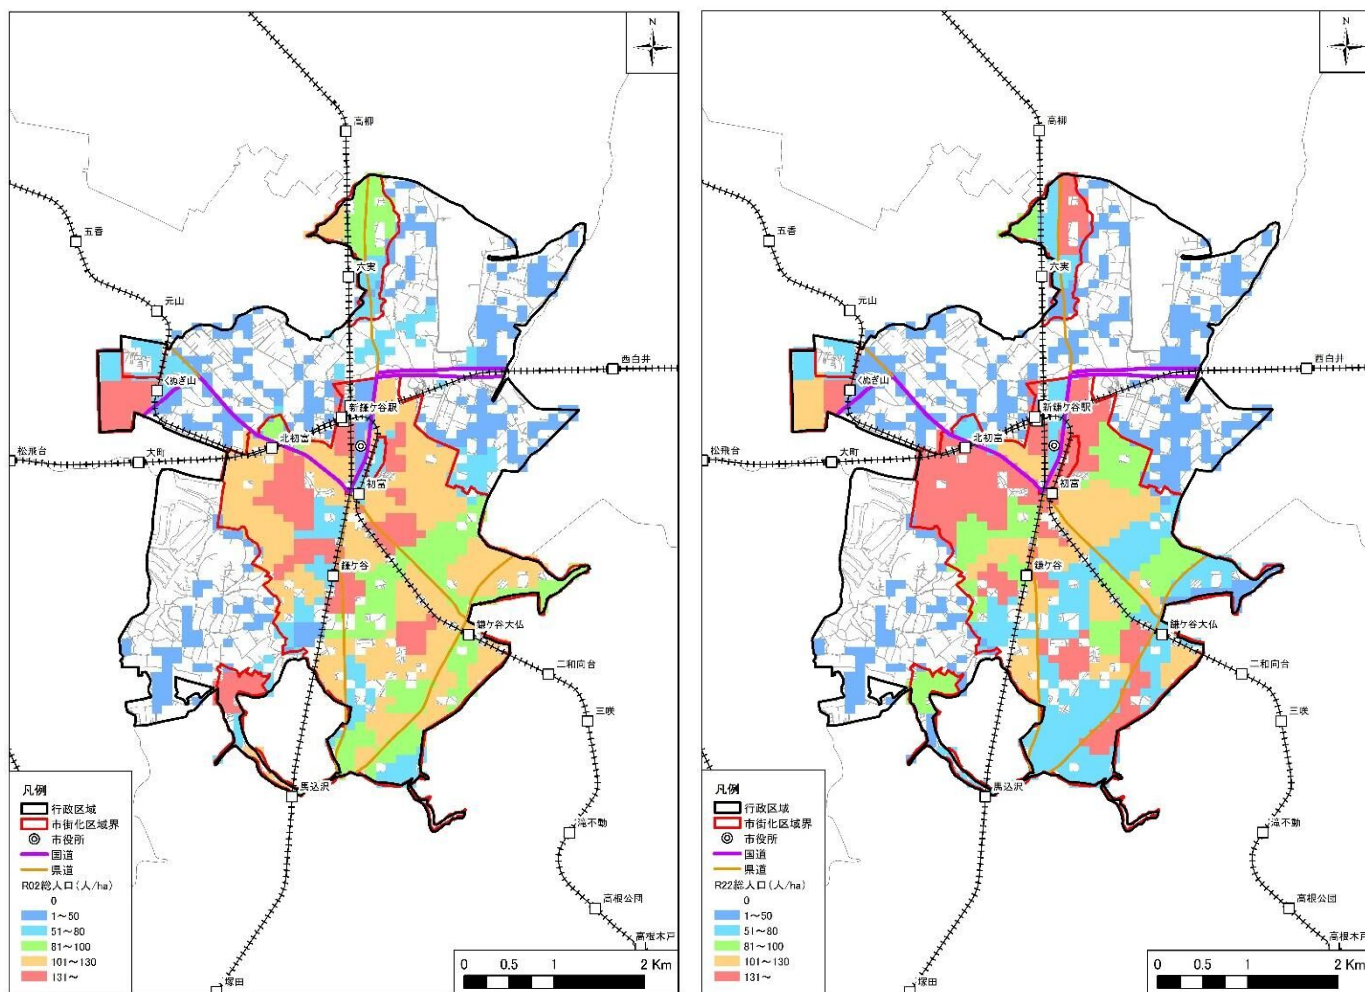 N
高柳
五香
六実
元山
西白井
くぬぎ山
新鎌ケ谷駅
北初富
松飛台
大町
初富
鎌ケ谷
鎌ケ谷大仏
二和向台
三咲
馬込沢
滝不動
高根公団
高根木戸
塚田
凡例
行政区域
市街化区域界
市役所
国道
県道
R02総人口(人/ha)
0
1～50
51～80
81～100
101～130
131～
0 0.5 1 2 Km
N
高柳
五香
六実
元山
西白井
くぬぎ山
新鎌ケ谷駅
北初富
松飛台
大町
初富
鎌ケ谷
鎌ケ谷大仏
二和向台
三咲
馬込沢
滝不動
高根公団
高根木戸
塚田
凡例
行政区域
市街化区域界
市役所
国道
県道
R22総人口(人/ha)
0
1～50
51～80
81～100
101～130
131～
0 0.5 1 2 Km